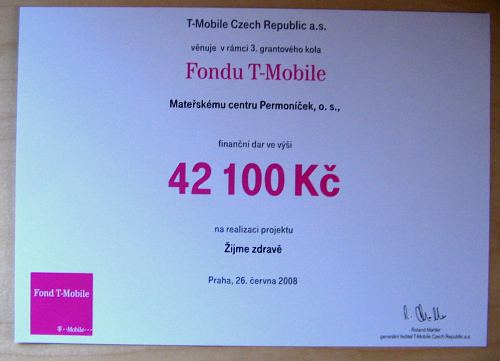 T-Mobile Czech Republic a.s.
věnuje v rámci 3. grantového kola
Fondu T-Mobile
Mateřskému centru Permoníček, o. s.,
finanční dar ve výši
42 100 Kč
na realizaci projektu
Žijme zdravě
Praha, 26. června 2008
Fond T-Mobile
T··Mobile···
Roland Mahler
generální ředitel T-Mobile Czech Republic a.s.